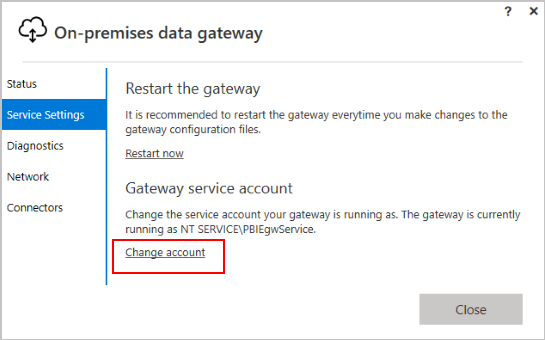 ? ×
On-premises data gateway
Status
Service Settings
Diagnostics
Network
Connectors
Restart the gateway
It is recommended to restart the gateway everytime you make changes to the
gateway configuration files.
Restart now
Gateway service account
Change the service account your gateway is running as. The gateway is currently
running as NT SERVICE\PBIEgwService.
Change account
Close